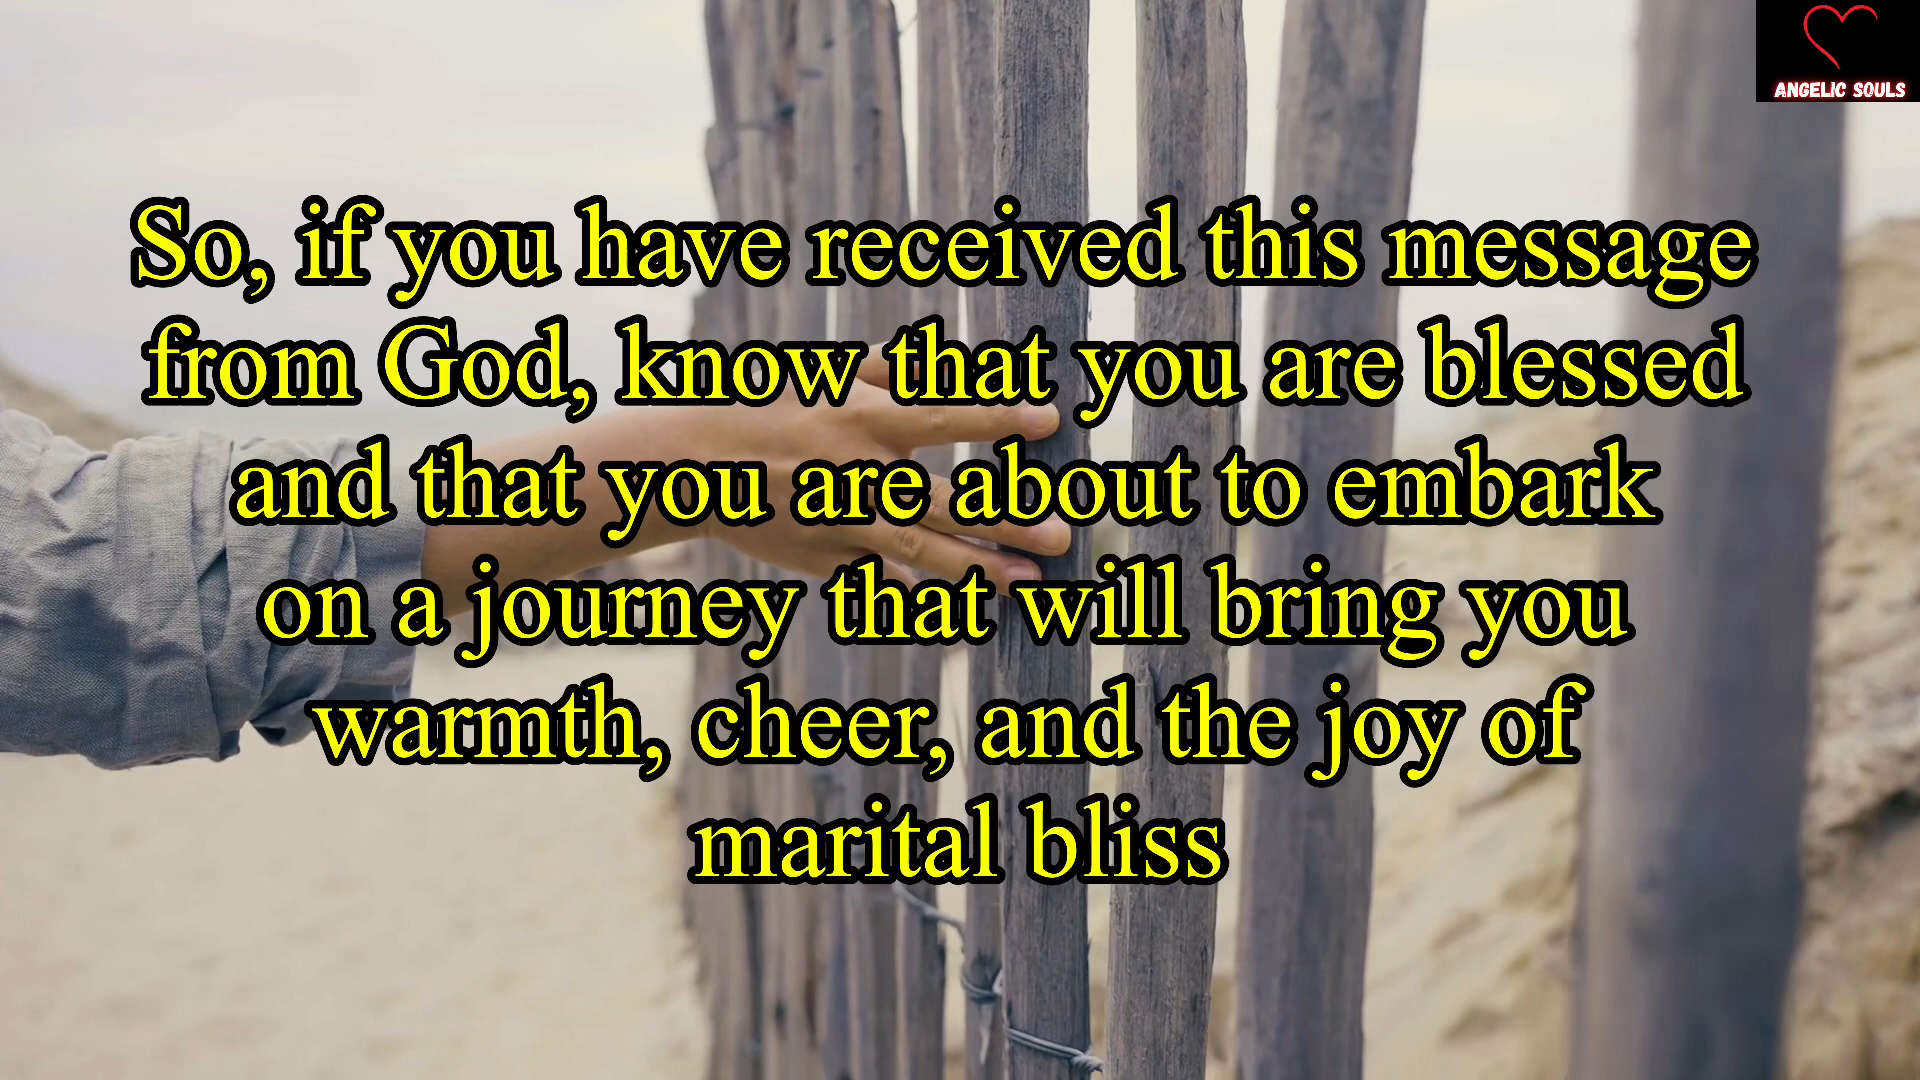 ANGELIC SOULS
So, if you have received this message
from God, know that you are blessed
and that you are about to embark
on a journey that will bring you
warmth, cheer, and the joy of
marital bliss